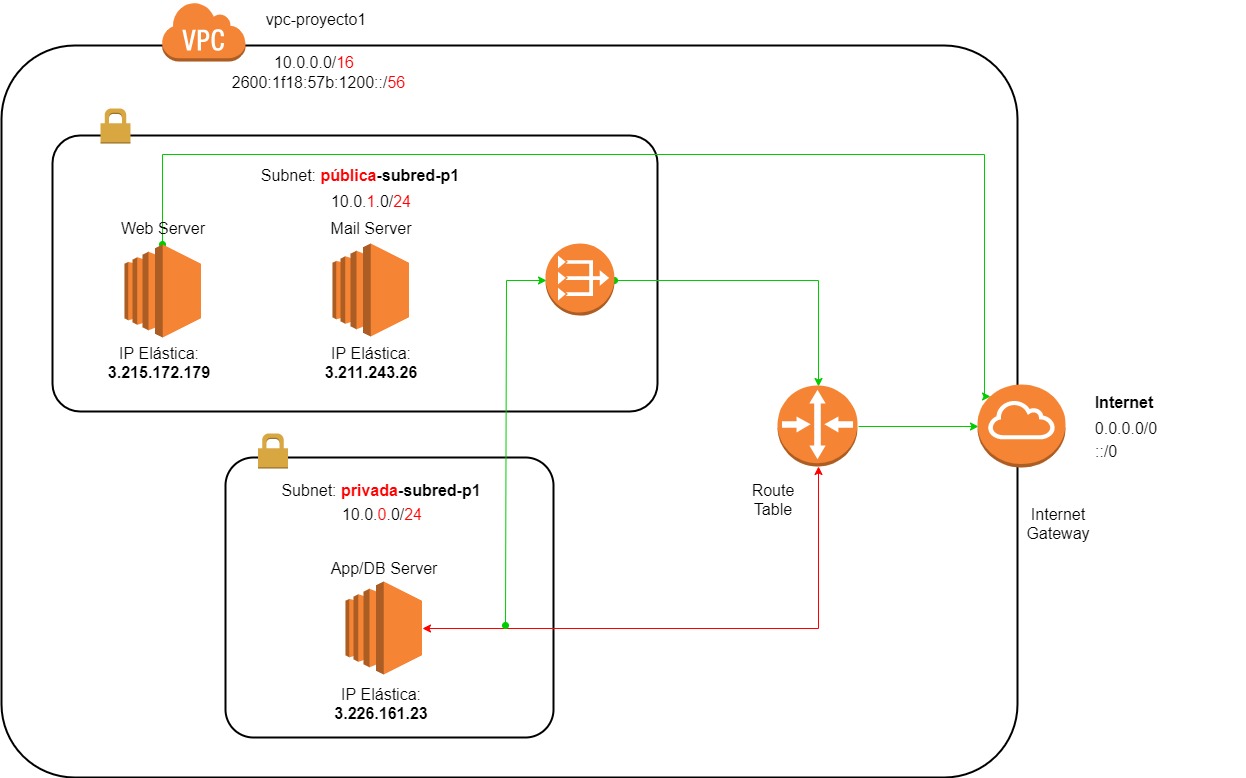 vpc-proyecto1
VPC
10.0.0.0/16
2600:1f18:57b:1200::/56
Subnet: pública-subred-p1
10.0.1.0/24
Web Server
Mail Server
IP Elástica:
3.215.172.179
IP Elástica:
3.211.243.26
Internet
0.0.0.0/0
::/0
Route
Table
Internet
Gateway
Subnet: privada-subred-p1
10.0.0.0/24
App/DB Server
IP Elástica:
3.226.161.23